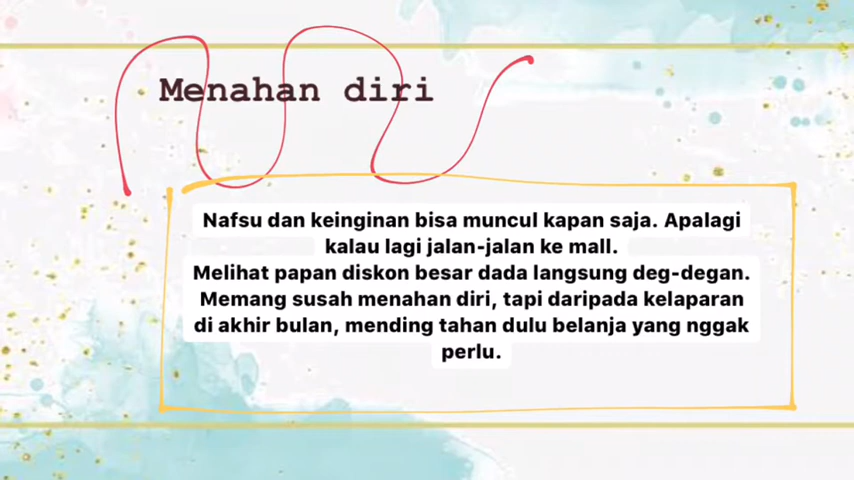 Menahan diri
Nafsu dan keinginan bisa muncul kapan saja. Apalagi
kalau lagi jalan-jalan ke mall.
Melihat papan diskon besar dada langsung deg-degan.
Memang susah menahan diri, tapi daripada kelaparan
di akhir bulan, mending tahan dulu belanja yang nggak
perlu.